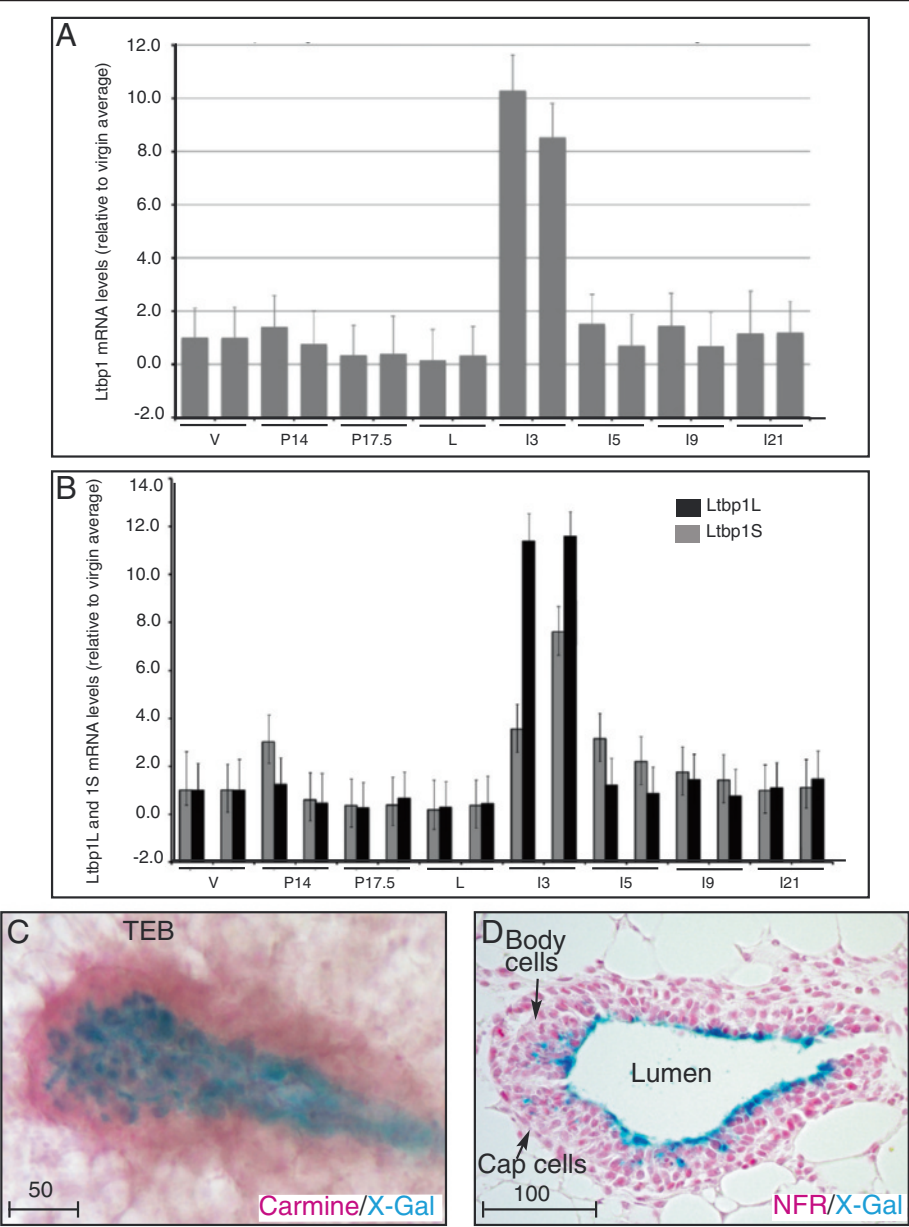 A
Ltbp1 mRNA levels (relative to virgin average)
12.0
10.0
8.0
6.0
4.0
2.0
0.0
-2.0
V P14 P17.5 L I3 I5 I9 I21
B
Ltbp1L and 1S mRNA levels (relative to virgin average)
14.0
12.0
10.0
8.0
6.0
4.0
2.0
0.0
-2.0
Ltbp1L
Ltbp1S
V P14 P17.5 L I3 I5 I9 I21
C
TEB
50
Carmine/X-Gal
D
Body
cells
Lumen
Cap cells
100
NFR/X-Gal